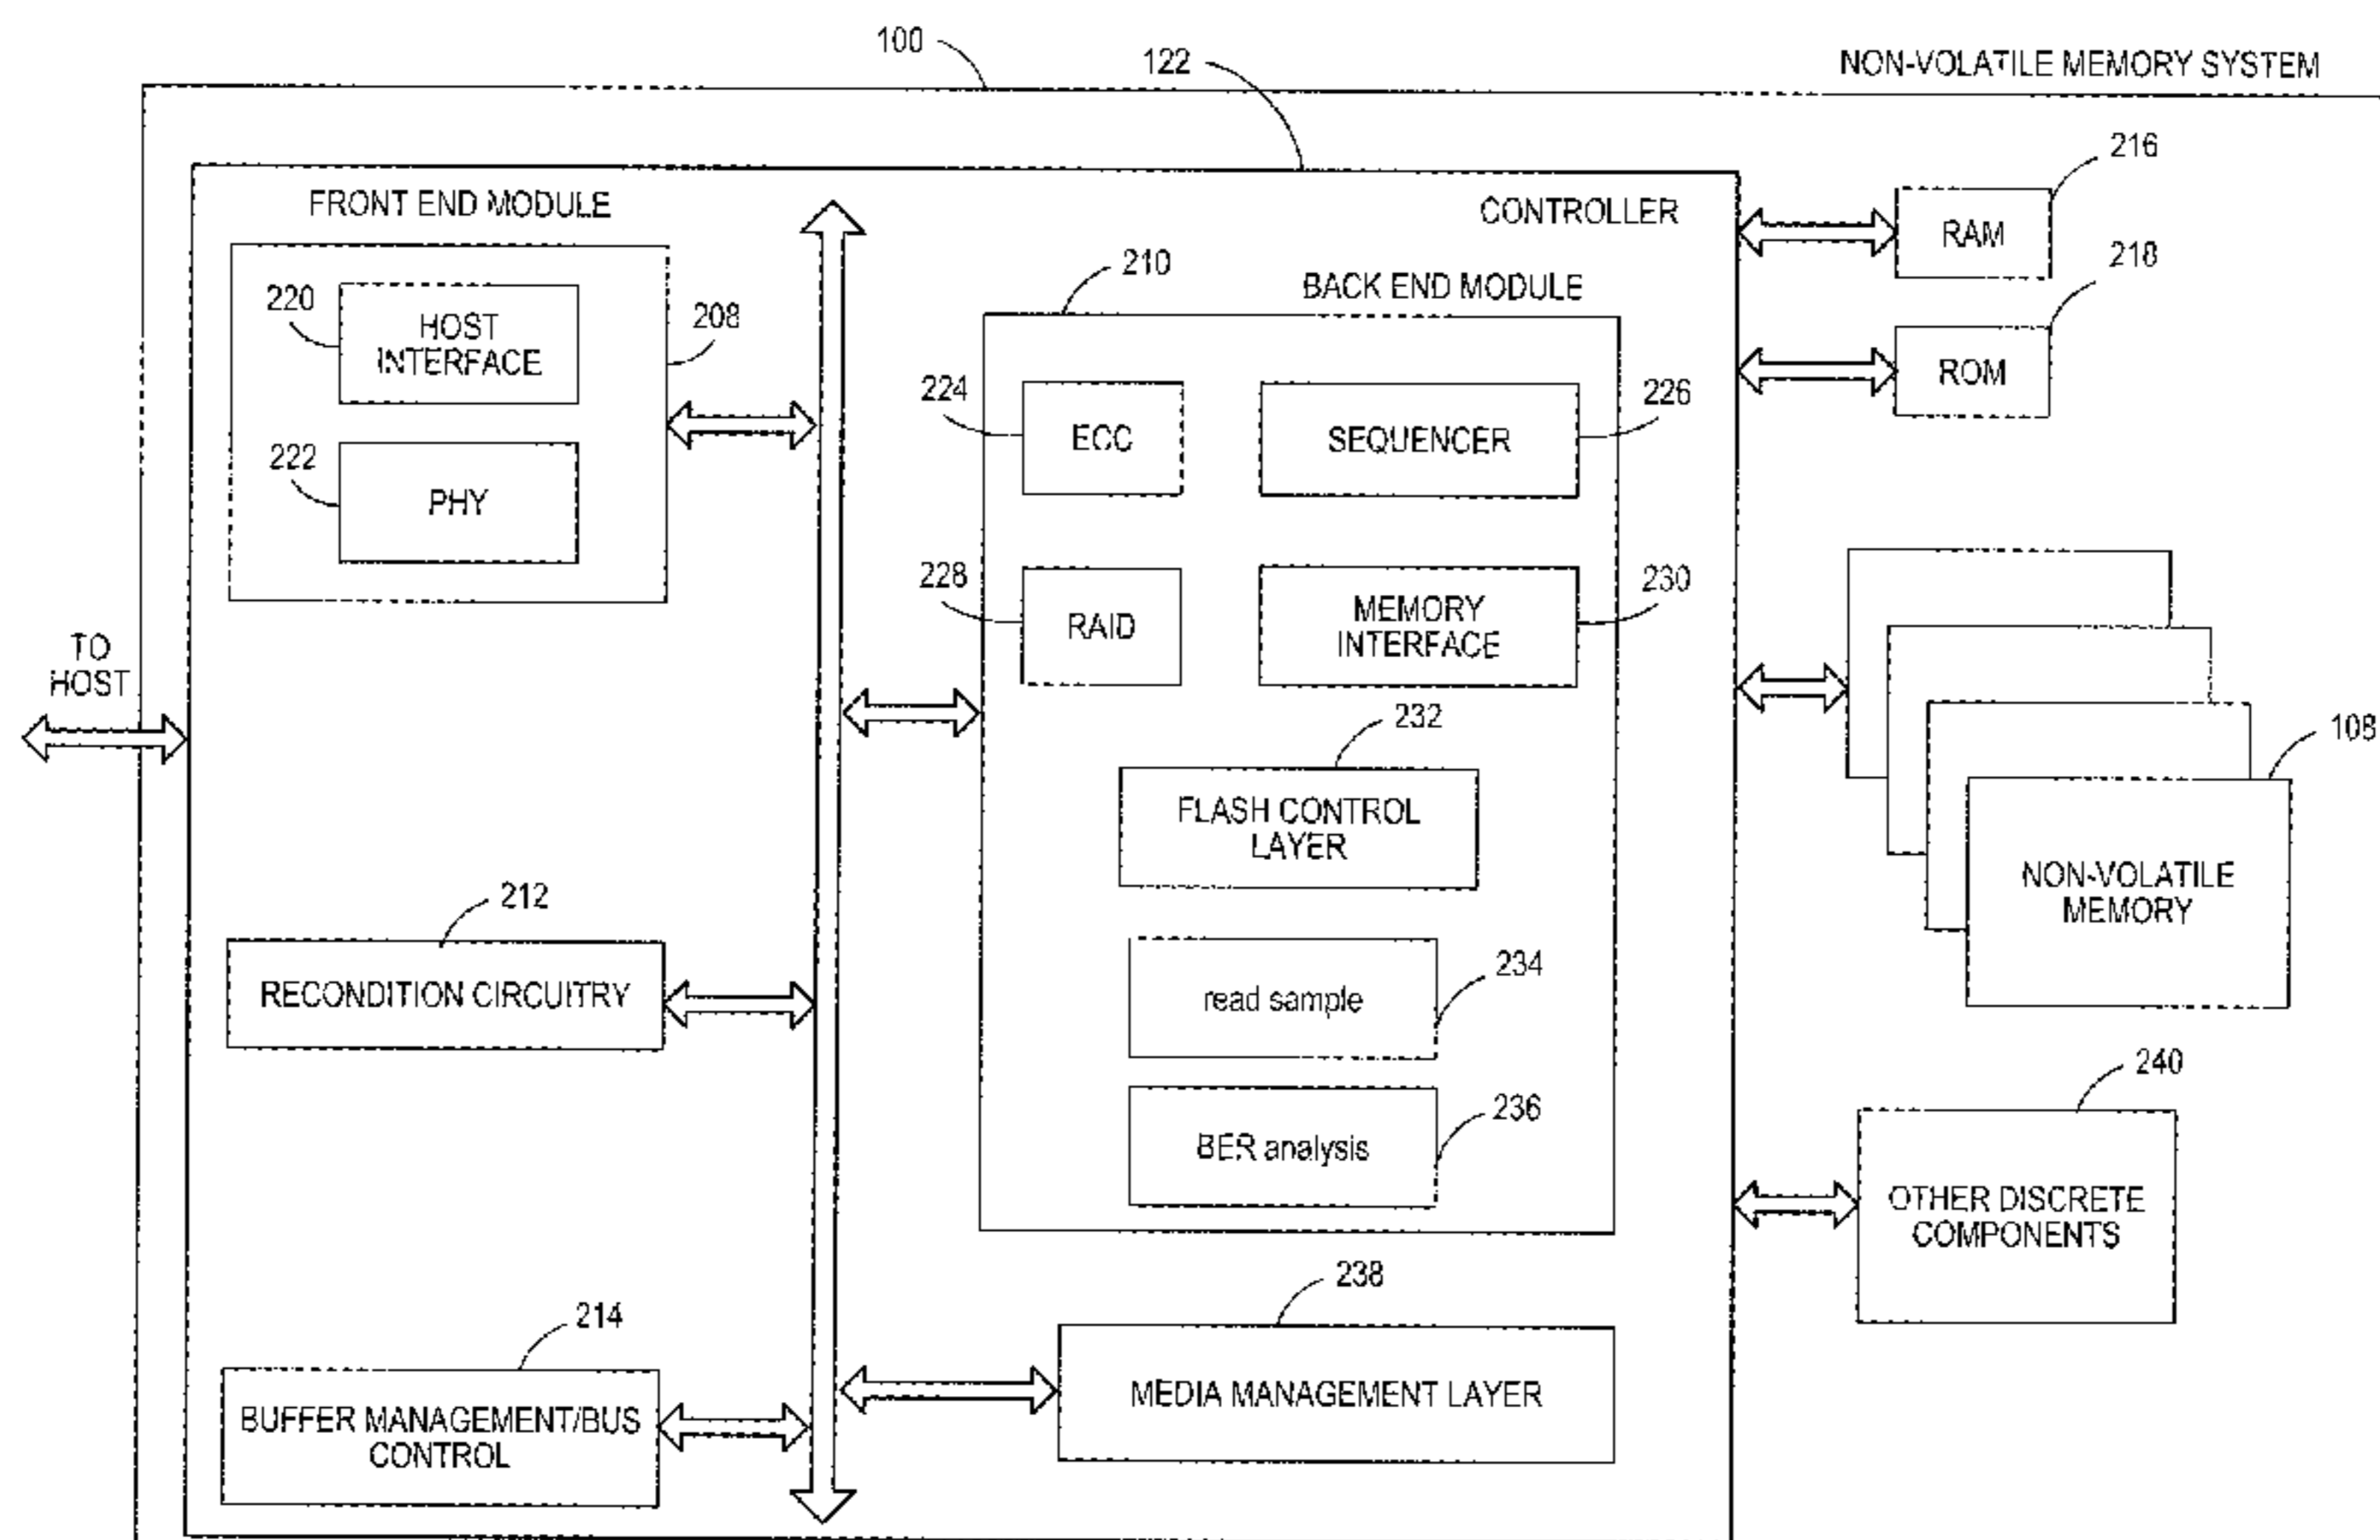 100
122
NON-VOLATILE MEMORY SYSTEM
216
FRONT END MODULE
CONTROLLER
RAM
210
218
BACK END MODULE
220
HOST
INTERFACE
208
ROM
224
226
ECC
SEQUENCER
222
PHY
228
230
RAID
MEMORY
INTERFACE
TO
HOST
232
108
FLASH CONTROL
LAYER
NON-VOLATILE
MEMORY
212
RECONDITION CIRCUITRY
234
read sample
240
236
BER analysis
OTHER DISCRETE
COMPONENTS
238
214
MEDIA MANAGEMENT LAYER
BUFFER MANAGEMENT/BUS
CONTROL